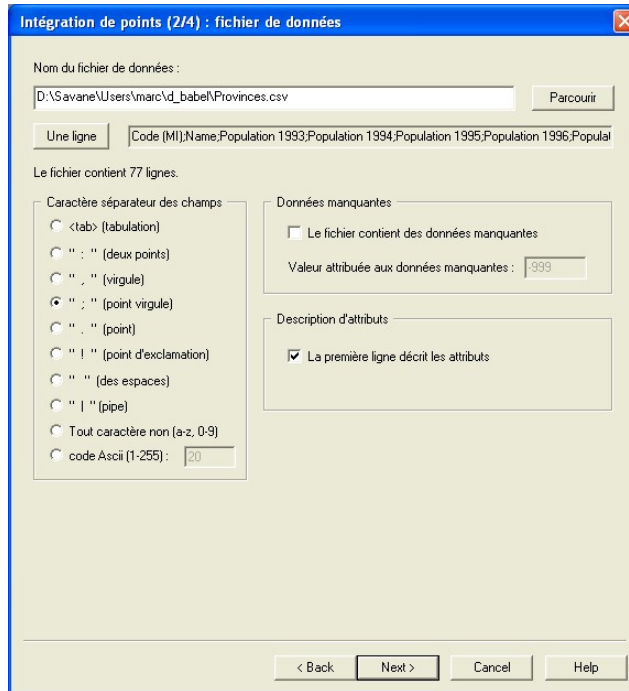 Intégration de points (2/4) : fichier de données
Nom du fichier de données :
D:\Savane\Users\marc\d_babel\Provinces.csv
Parcourir
Une ligne
Code (MI);Name;Population 1993;Population 1994;Population 1995;Population 1996;Populat
Le fichier contient 77 lignes.
Caractère séparateur des champs
<tab> (tabulation)
" : " (deux points)
" , " (virgule)
" ; " (point virgule)
" . " (point)
" ! " (point d'exclamation)
" " (des espaces)
" | " (pipe)
Tout caractère non (a-z, 0-9)
code Ascii (1-255) : 20
Données manquantes
Le fichier contient des données manquantes
Valeur attribuée aux données manquantes : -999
Description d'attributs
La première ligne décrit les attributs
< Back
Next >
Cancel
Help